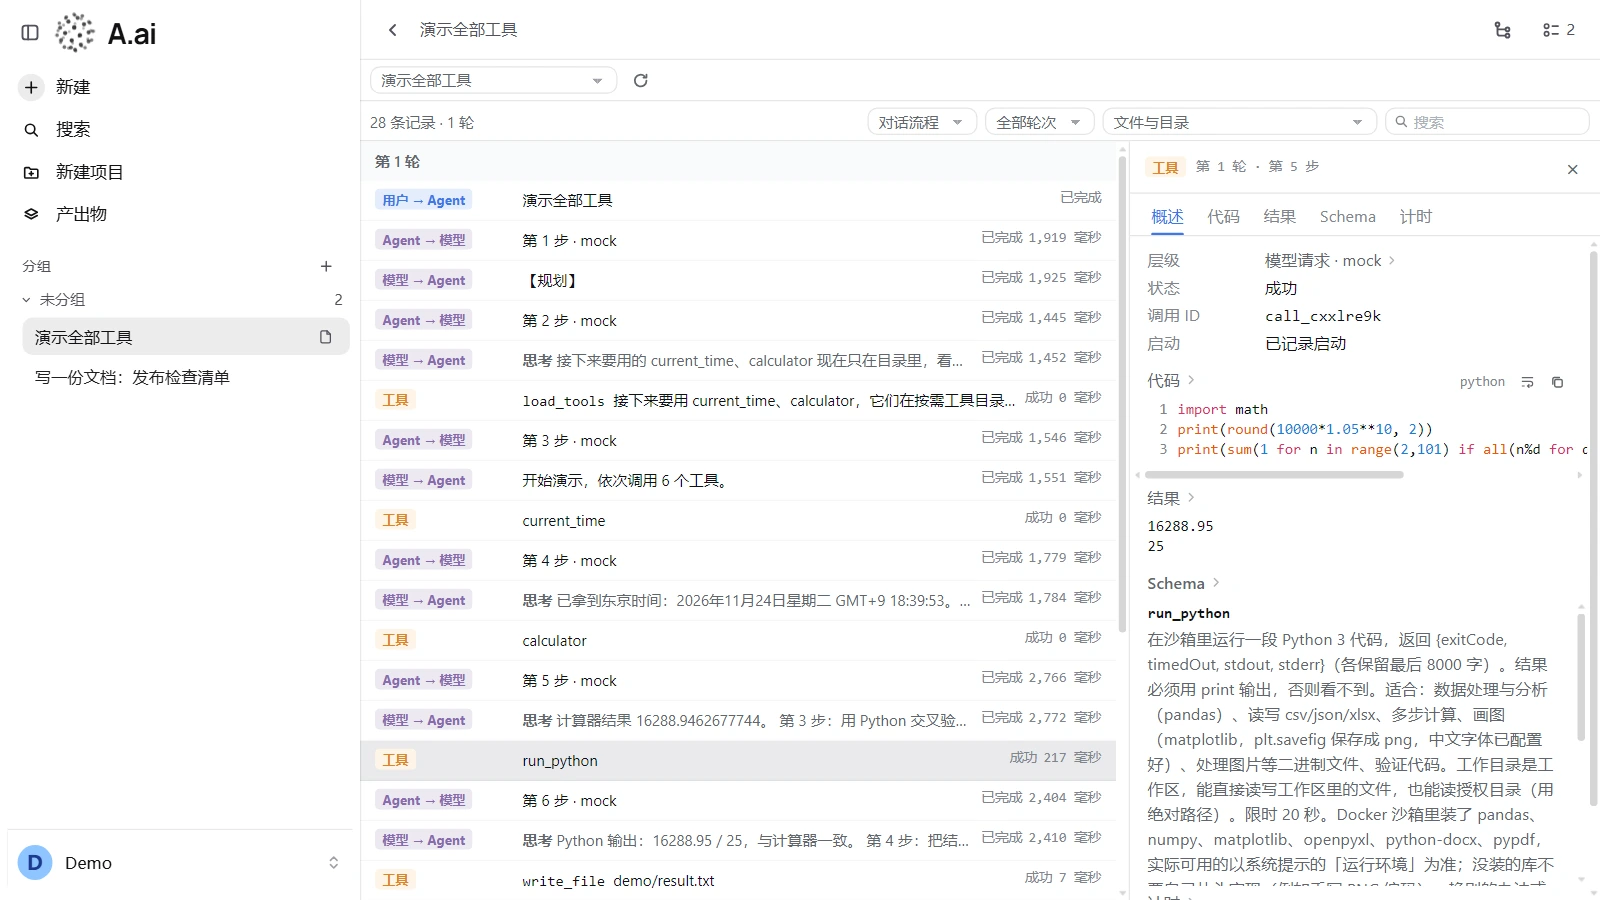 A.ai
新建
搜索
新建项目
产出物
分组
未分组 2
演示全部工具
写一份文档：发布检查清单
D Demo
演示全部工具
2
演示全部工具
28 条记录 · 1 轮
对话流程
全部轮次
文件与目录
搜索
第 1 轮
用户 → Agent 演示全部工具 已完成
Agent → 模型 第 1 步 · mock 已完成 1,919 毫秒
模型 → Agent 【规划】 已完成 1,925 毫秒
Agent → 模型 第 2 步 · mock 已完成 1,445 毫秒
模型 → Agent 思考 接下来要用的 current_time、calculator 现在只在目录里，看... 已完成 1,452 毫秒
工具 load_tools 接下来要用 current_time、calculator，它们在按需工具目录... 成功 0 毫秒
Agent → 模型 第 3 步 · mock 已完成 1,546 毫秒
模型 → Agent 开始演示，依次调用 6 个工具。 已完成 1,551 毫秒
工具 current_time 成功 0 毫秒
Agent → 模型 第 4 步 · mock 已完成 1,779 毫秒
模型 → Agent 思考 已拿到东京时间：2026年11月24日星期二 GMT+9 18:39:53。... 已完成 1,784 毫秒
工具 calculator 成功 0 毫秒
Agent → 模型 第 5 步 · mock 已完成 2,766 毫秒
模型 → Agent 思考 计算器结果 16288.9462677744。 第 3 步：用 Python 交叉验... 已完成 2,772 毫秒
工具 run_python 成功 217 毫秒
Agent → 模型 第 6 步 · mock 已完成 2,404 毫秒
模型 → Agent 思考 Python 输出：16288.95 / 25，与计算器一致。 第 4 步：把结... 已完成 2,410 毫秒
工具 write_file demo/result.txt 成功 7 毫秒
工具 第 1 轮 · 第 5 步
概述 代码 结果 Schema 计时
层级 模型请求 · mock
状态 成功
调用 ID call_cxxlre9k
启动 已记录启动
代码 python
1 import math
2 print(round(10000*1.05**10, 2))
3 print(sum(1 for n in range(2,101) if all(n%d for
结果
16288.95
25
Schema
run_python
在沙箱里运行一段 Python 3 代码，返回 {exitCode,
timedOut, stdout, stderr}（各保留最后 8000 字）。结果
必须用 print 输出，否则看不到。适合：数据处理与分析
（pandas）、读写 csv/json/xlsx、多步计算、画图
（matplotlib，plt.savefig 保存成 png，中文字体已配置
好）、处理图片等二进制文件、验证代码。工作目录是工
作区，能直接读写工作区里的文件，也能读授权目录（用
绝对路径）。限时 20 秒。Docker 沙箱里装了 pandas、
numpy、matplotlib、openpyxl、python-docx、pypdf，
实际可用的以系统提示的「运行环境」为准；没装的库不